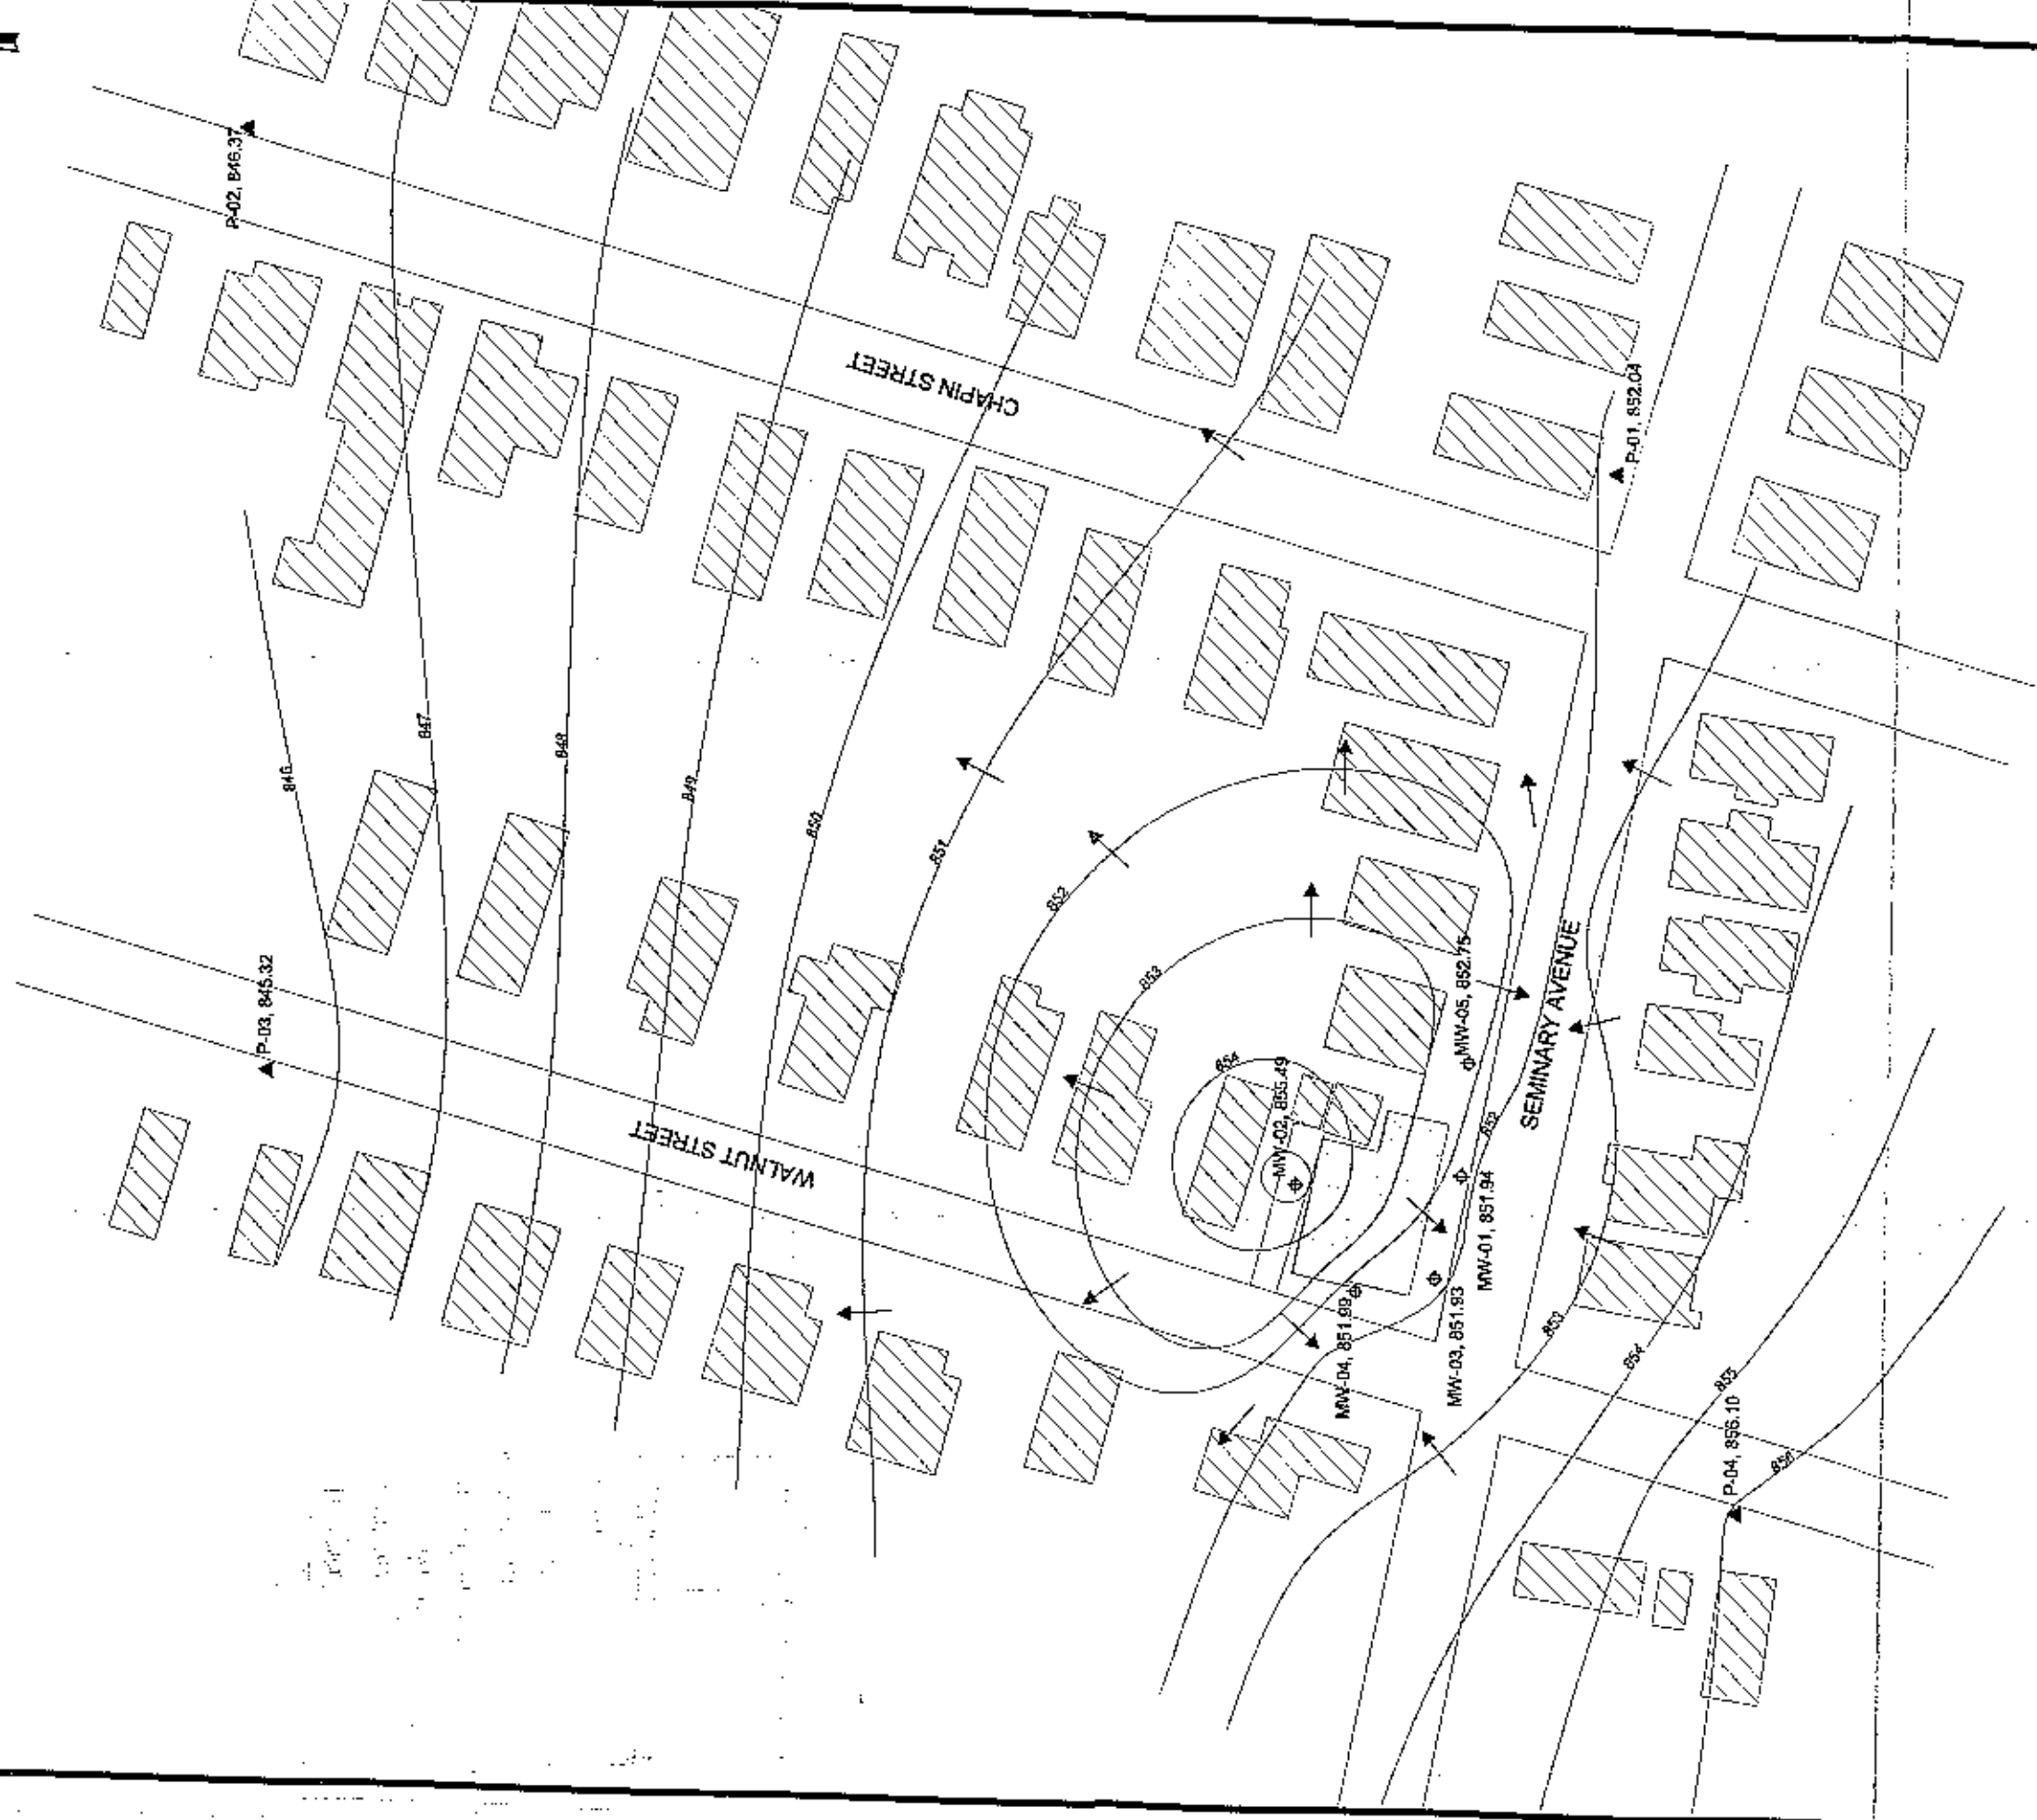 P-02, 846.37
CHAPIN STREET
P-01, 852.04
847
848
846
849
850
851
852
853
P-03, 845.32
854
MW-02, 855.49
MW-05, 852.75
SEMINARY AVENUE
WALNUT STREET
852
MW-01, 851.94
MW-03, 851.93
MW-04, 851.99
853
854
855
P-04, 856.10
856